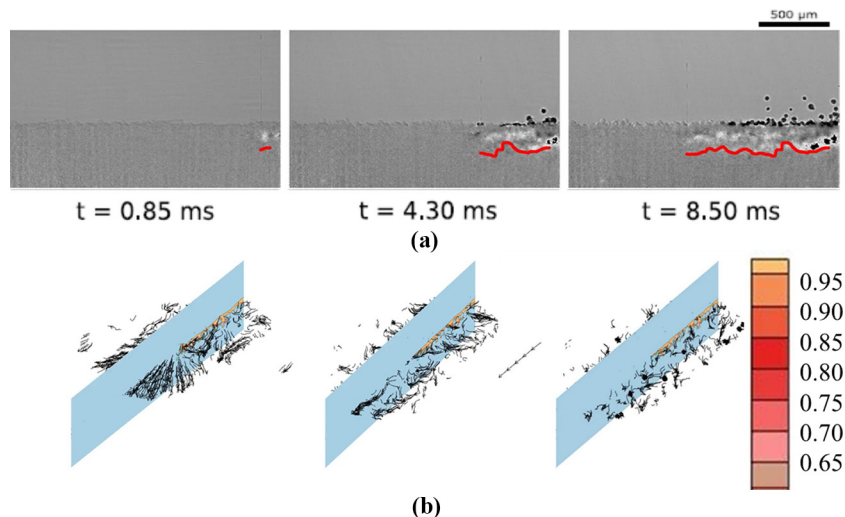 500 µm
t = 0.85 ms
t = 4.30 ms
t = 8.50 ms
(a)
0.95
0.90
0.85
0.80
0.75
0.70
0.65
(b)